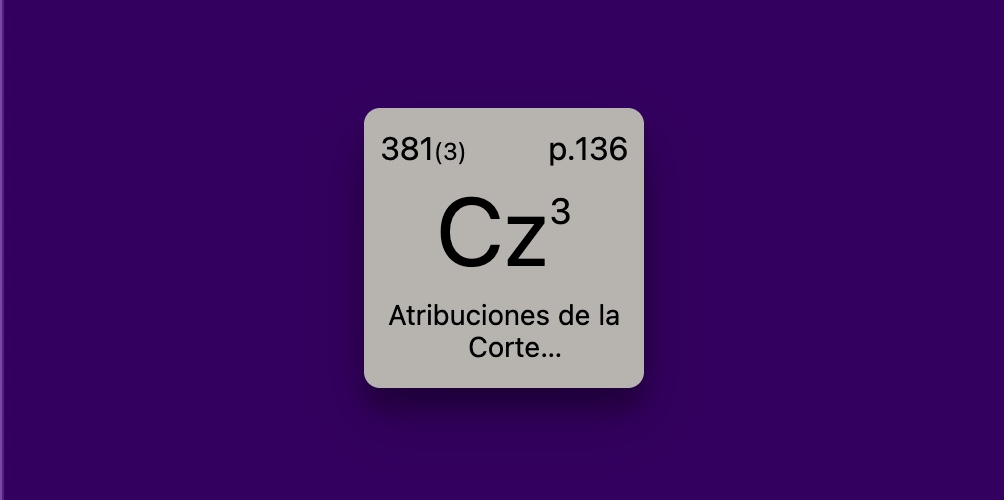 381(3) p.136
Cz³
Atribuciones de la
Corte...